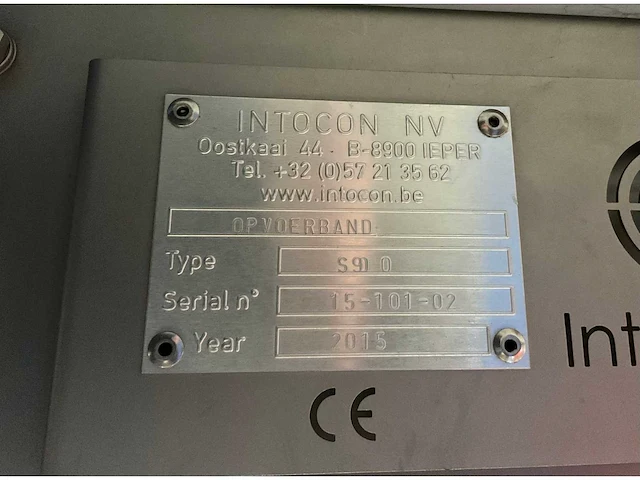 INTOCON NV
Oostkaai 44 - B-8900 IEPER
Tel. +32 (0)57 21 35 62
www.intocon.be
OPVOERBAND
Type
Serial n° 15-101-02
Year 2015
CE
Int